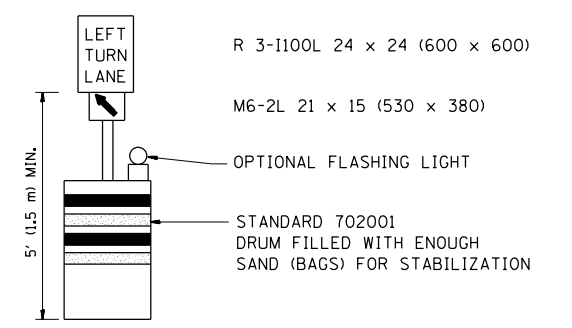 LEFT
TURN
LANE
R 3-I100L 24 x 24 (600 x 600)
M6-2L 21 x 15 (530 x 380)
OPTIONAL FLASHING LIGHT
5' (1.5 m) MIN.
STANDARD 702001
DRUM FILLED WITH ENOUGH
SAND (BAGS) FOR STABILIZATION